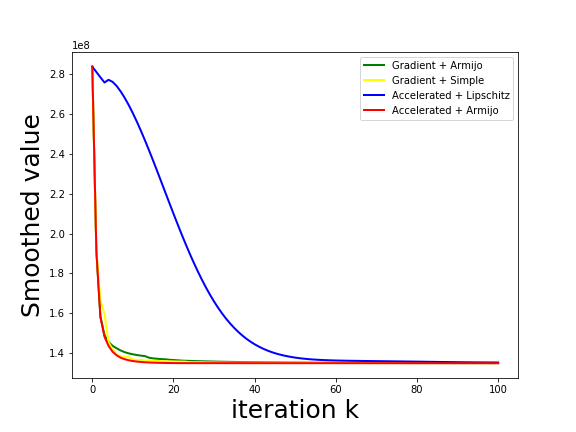 1e8
2.8
2.6
2.4
2.2
2.0
1.8
1.6
1.4
Smoothed value
Gradient + Armijo
Gradient + Simple
Accelerated + Lipschitz
Accelerated + Armijo
0 20 40 60 80 100
iteration k